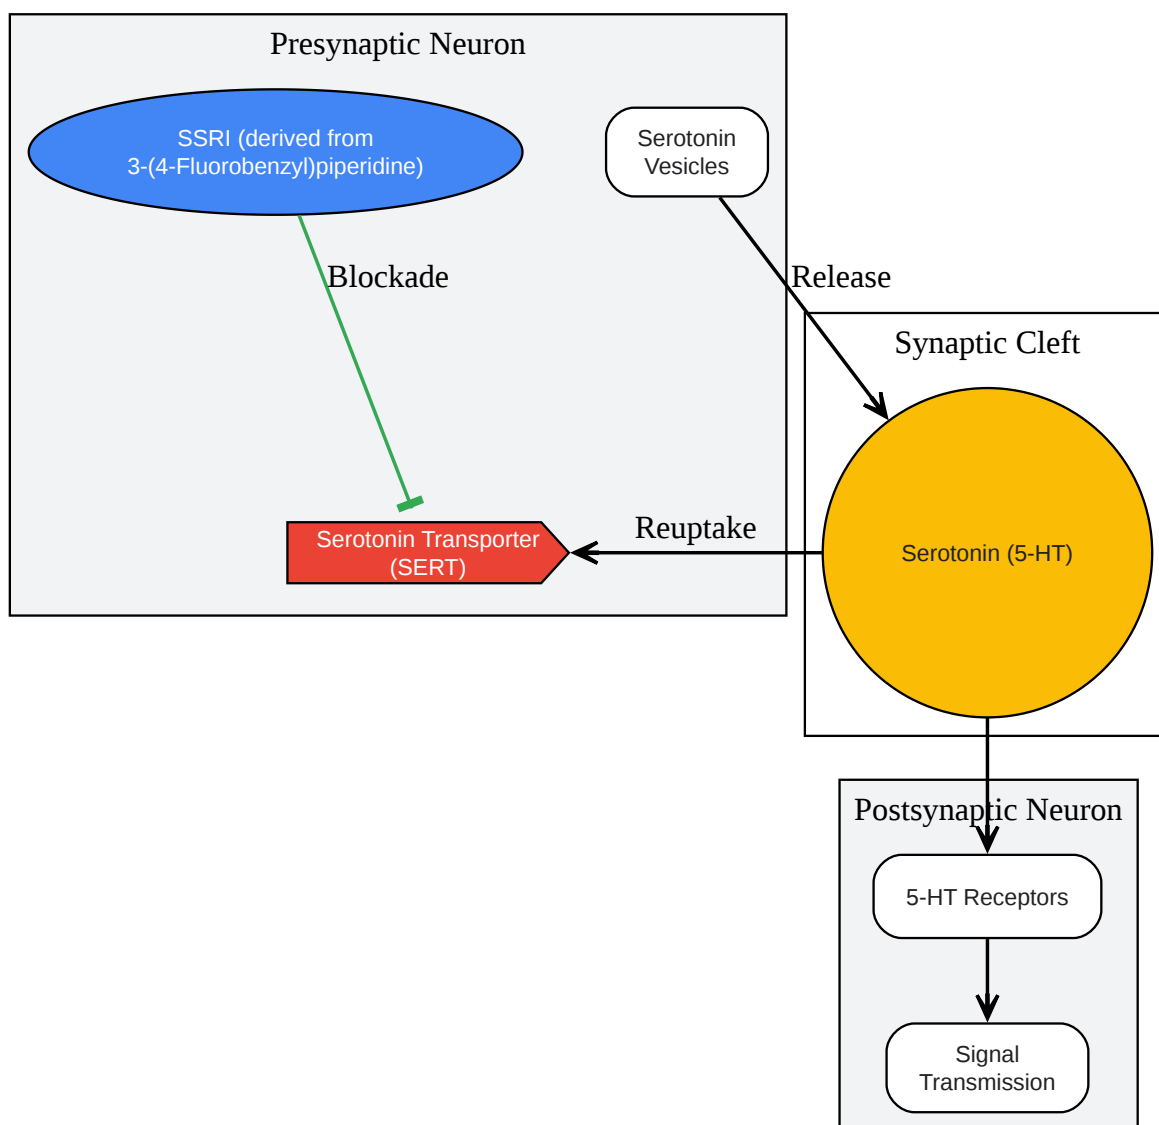 Presynaptic Neuron
SSRI (derived from
3-(4-Fluorobenzyl)piperidine)
Serotonin
Vesicles
Blockade
Release
Synaptic Cleft
Serotonin Transporter
(SERT)
Reuptake
Serotonin (5-HT)
Postsynaptic Neuron
5-HT Receptors
Signal
Transmission